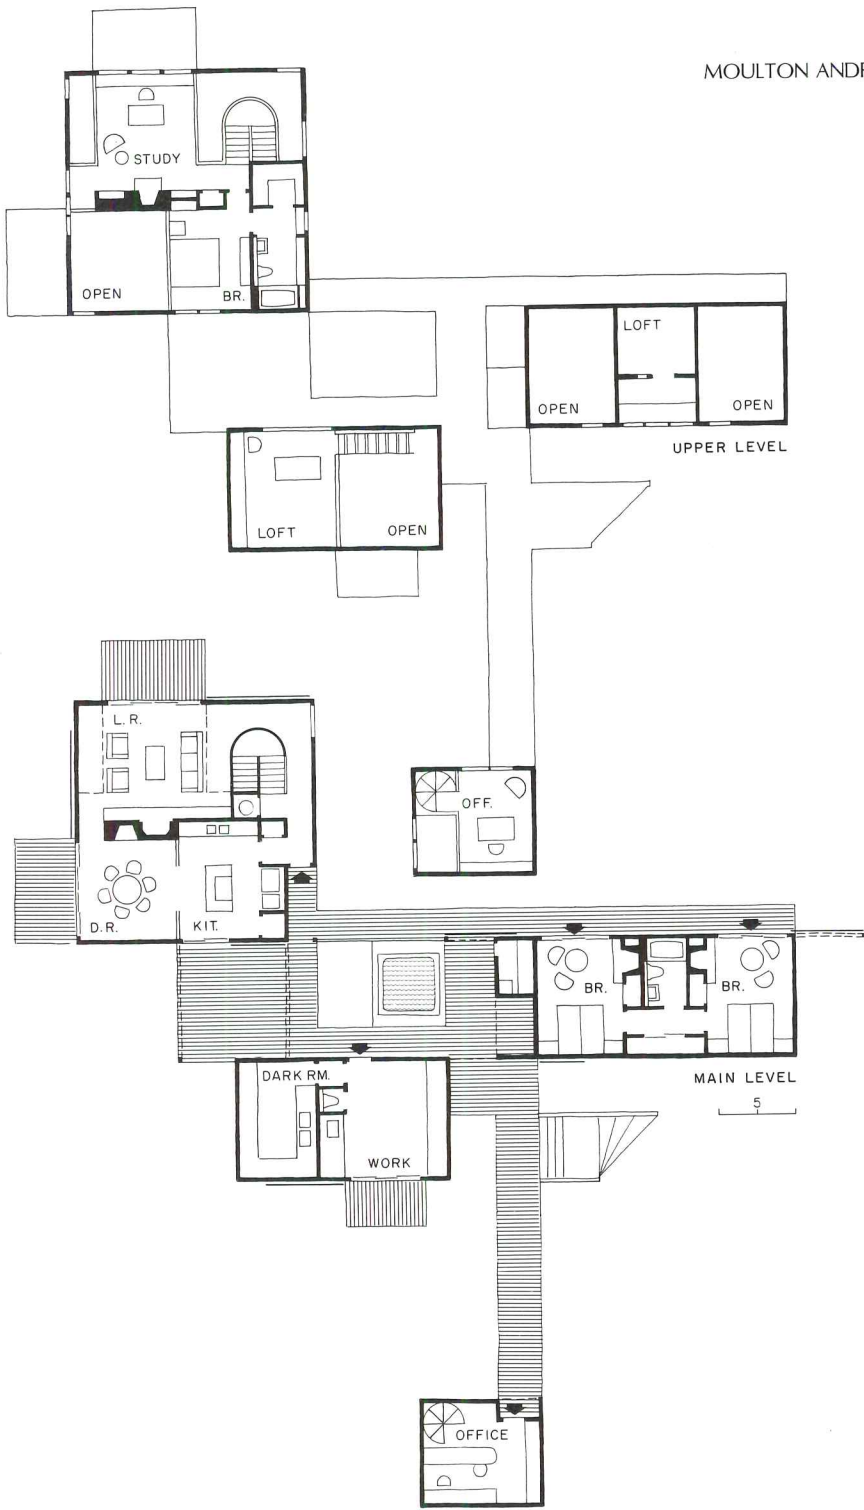 MOULTON ANDR
STUDY
OPEN
BR.
LOFT
OPEN
OPEN
UPPER LEVEL
LOFT
OPEN
L.R.
OFF.
D.R.
KIT.
BR.
BR.
MAIN LEVEL
5
DARK RM.
WORK
OFFICE